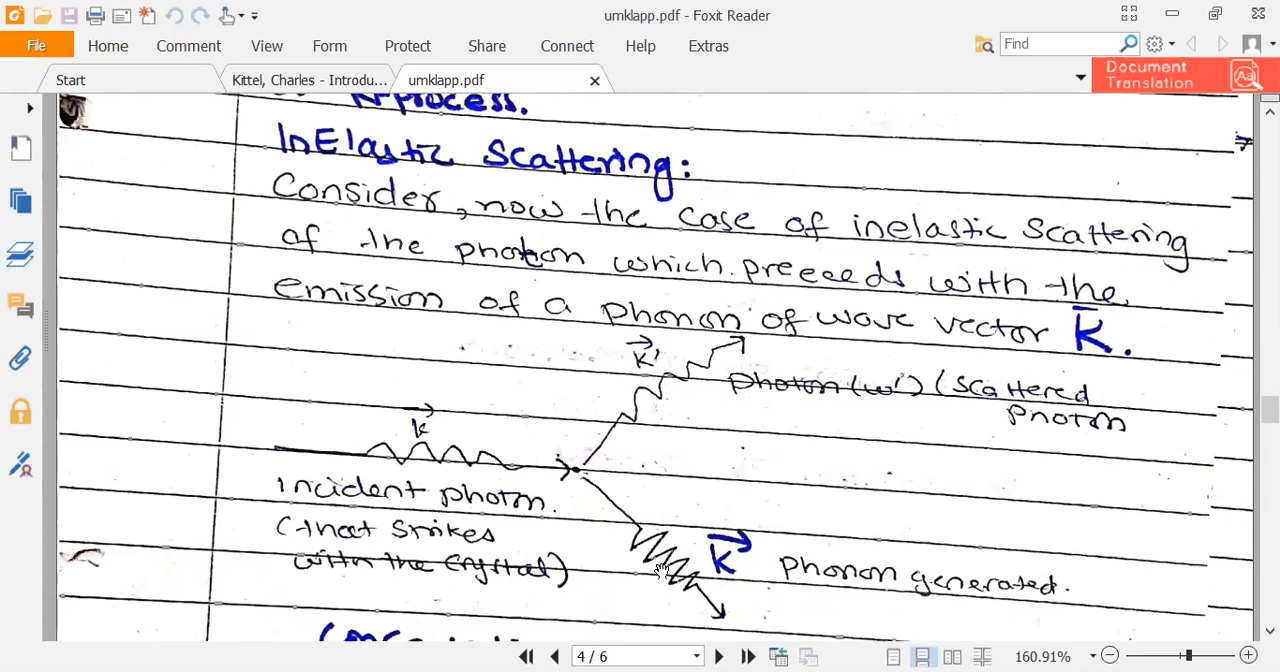 umklapp.pdf - Foxit Reader
File Home Comment View Form Protect Share Connect Help Extras
Find
Start
Kittel, Charles - Introdu...
umklapp.pdf
Document
Translation
process.
InElastic Scattering:
Consider, now the case of inelastic scattering
of the photon which preceeds with the
emission of a phonon of wave vector K.
k'
photon (ω') (Scattered
photon
k
Incident photon.
(that strikes
with the crystal)
K phonon generated.
4 / 6
160.91%